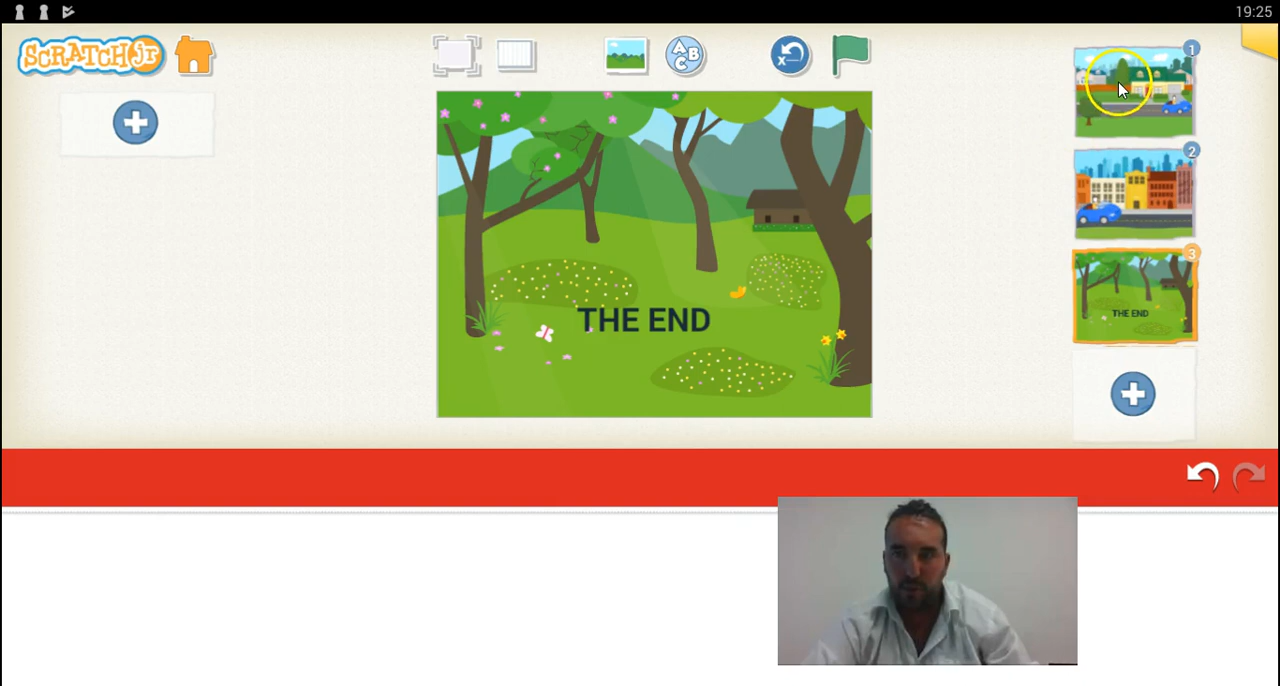 19:25
SCRATCHJr
A B C
x
1
2
3
THE END
THE END